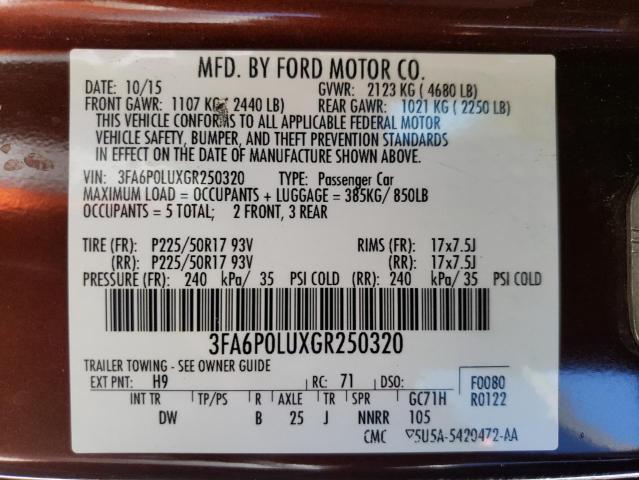 MFD. BY FORD MOTOR CO.
DATE: 10/15 GVWR: 2123 KG ( 4680 LB)
FRONT GAWR: 1107 KG ( 2440 LB) REAR GAWR: 1021 KG ( 2250 LB)
THIS VEHICLE CONFORMS TO ALL APPLICABLE FEDERAL MOTOR
VEHICLE SAFETY, BUMPER, AND THEFT PREVENTION STANDARDS
IN EFFECT ON THE DATE OF MANUFACTURE SHOWN ABOVE.
VIN: 3FA6P0LUXGR250320 TYPE: Passenger Car
MAXIMUM LOAD = OCCUPANTS + LUGGAGE = 385KG/ 850LB
OCCUPANTS = 5 TOTAL; 2 FRONT, 3 REAR
TIRE (FR): P225/50R17 93V RIMS (FR): 17x7.5J
(RR): P225/50R17 93V (RR): 17x7.5J
PRESSURE (FR): 240 kPa/ 35 PSI COLD (RR): 240 kPa/ 35 PSI COLD
3FA6P0LUXGR250320
TRAILER TOWING - SEE OWNER GUIDE
EXT PNT: H9 RC: 71 DSO: F0080
INT TR TP/PS R AXLE TR SPR GC71H R0122
DW B 25 J NNRR 105
CMC 5U5A-5420472-AA